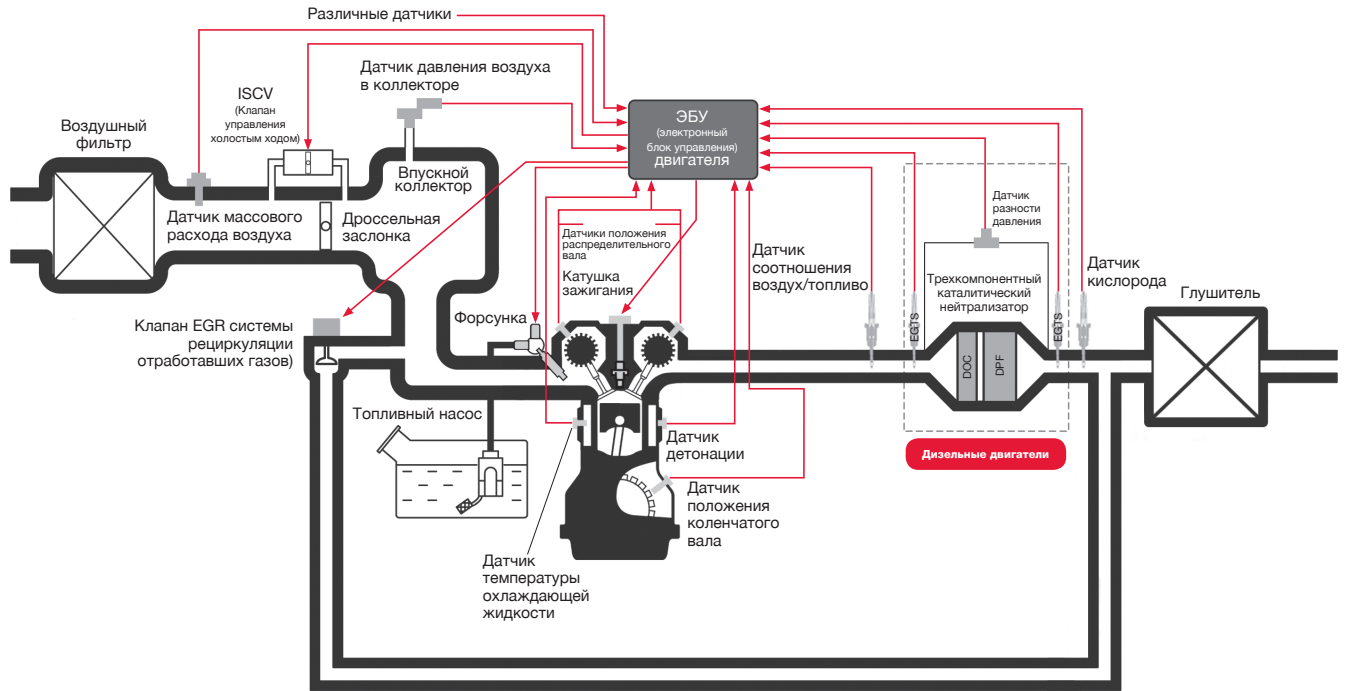 Различные датчики
Датчик давления воздуха
в коллекторе
ISCV
(Клапан
управления
холостым ходом)
Воздушный
фильтр
ЭБУ
(электронный
блок управления)
двигателя
Впускной
коллектор
Датчик массового
расхода воздуха
Дроссельная
заслонка
Датчики положения
распределительного
вала
Катушка
зажигания
Датчик
соотношения
воздух/топливо
Датчик
разности
давления
Трехкомпонентный
каталитический
нейтрализатор
Датчик
кислорода
Глушитель
Клапан EGR системы
рециркуляции
отработавших газов)
Форсунка
EGTS
EGTS
DOC
DPF
Топливный насос
Датчик
детонации
Дизельные двигатели
Датчик
положения
коленчатого
вала
Датчик
температуры
охлаждающей
жидкости